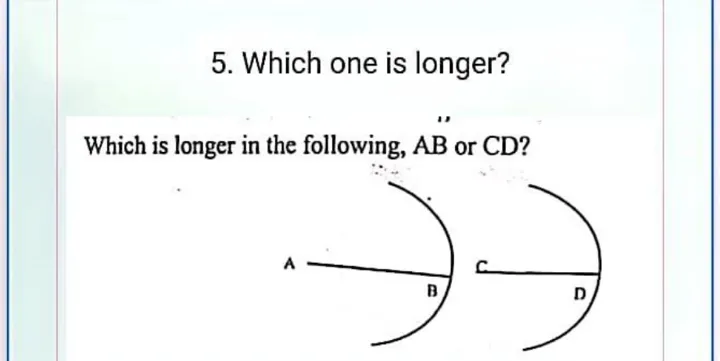 5. Which one is longer?
Which is longer in the following, AB or CD?
A
C
B
D